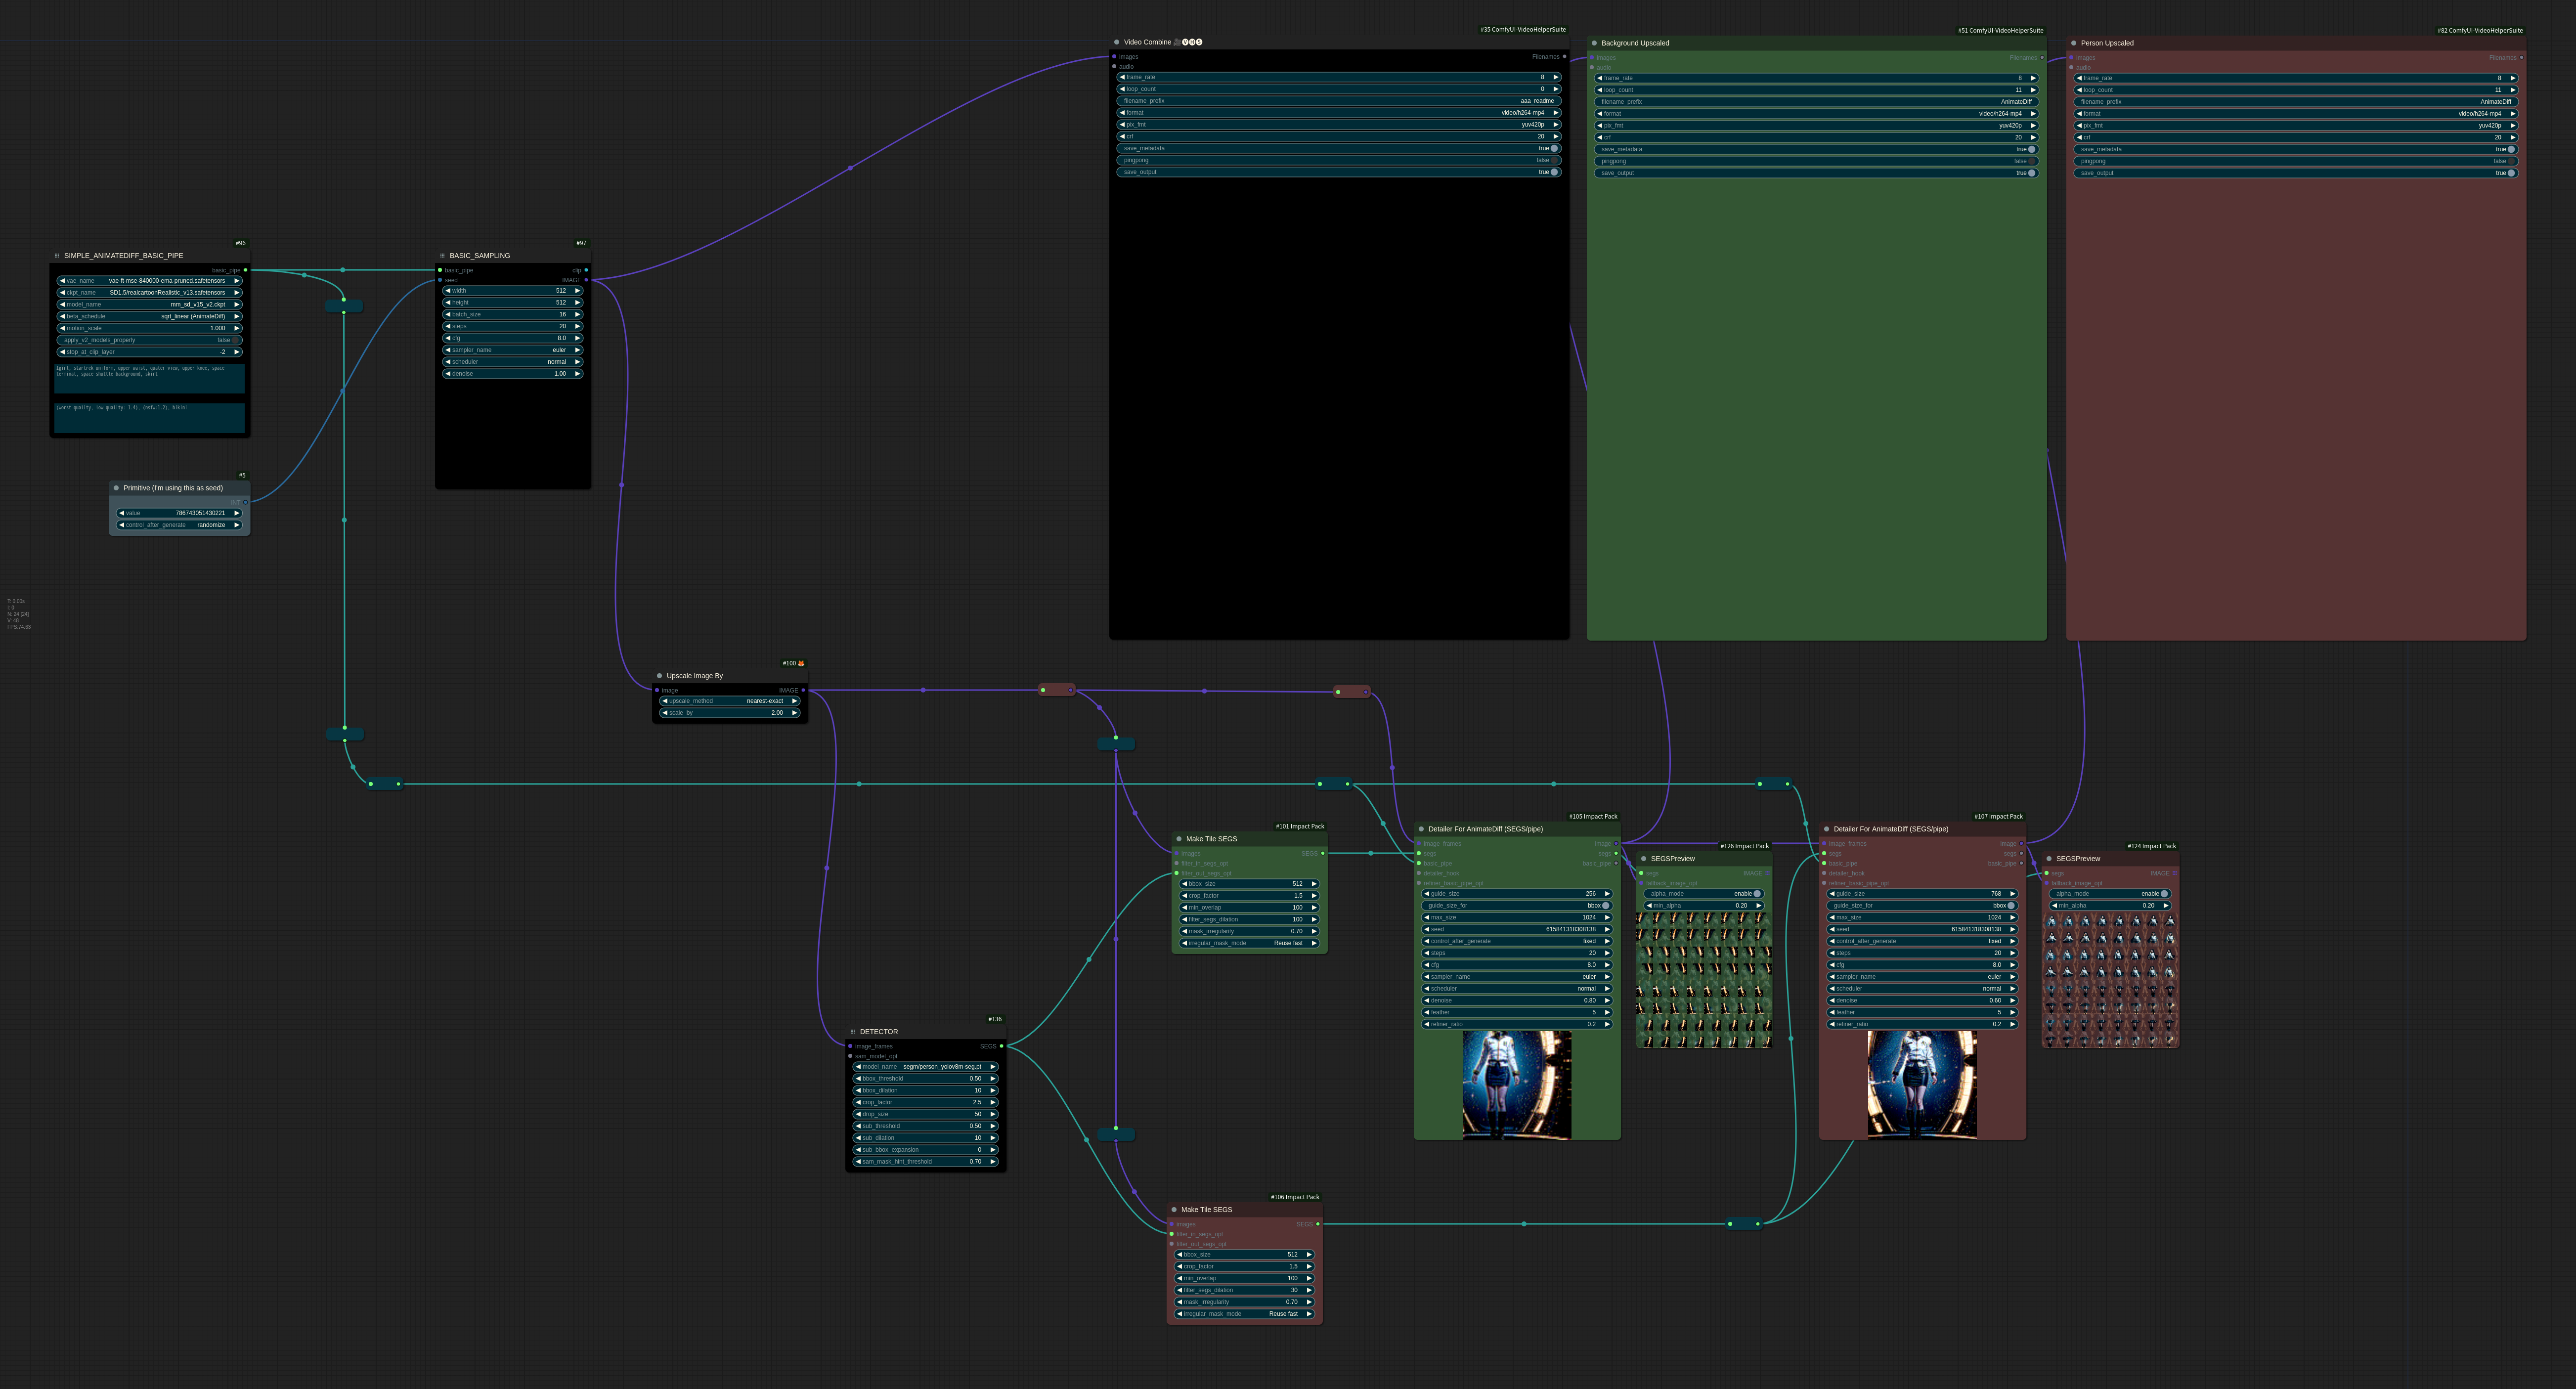 #35 ComfyUI-VideoHelperSuite
Video Combine 🎥🅥🅗🅢
images Filenames
audio
frame_rate 8
loop_count 0
filename_prefix aaa_readme
format video/h264-mp4
pix_fmt yuv420p
crf 20
save_metadata true
pingpong false
save_output true
#51 ComfyUI-VideoHelperSuite
Background Upscaled
images Filenames
audio
frame_rate 8
loop_count 11
filename_prefix AnimateDiff
format video/h264-mp4
pix_fmt yuv420p
crf 20
save_metadata true
pingpong false
save_output true
#82 ComfyUI-VideoHelperSuite
Person Upscaled
images Filenames
audio
frame_rate 8
loop_count 11
filename_prefix AnimateDiff
format video/h264-mp4
pix_fmt yuv420p
crf 20
save_metadata true
pingpong false
save_output true
#96
SIMPLE_ANIMATEDIFF_BASIC_PIPE
basic_pipe
vae_name vae-ft-mse-840000-ema-pruned.safetensors
ckpt_name SD1.5/realcartoonRealistic_v13.safetensors
model_name mm_sd_v15_v2.ckpt
beta_schedule sqrt_linear (AnimateDiff)
motion_scale 1.000
apply_v2_models_properly false
stop_at_clip_layer -2
1girl, startrek uniform, upper waist, quater view, upper knee, space
terminal, space shuttle background, skirt
(worst quality, low quality: 1.4), (nsfw:1.2), bikini
#97
BASIC_SAMPLING
basic_pipe clip
seed IMAGE
width 512
height 512
batch_size 16
steps 20
cfg 8.0
sampler_name euler
scheduler normal
denoise 1.00
#5
Primitive (I'm using this as seed)
INT
value 786743051430221
control_after_generate randomize
T: 0.00s
I: 0
N: 24 [24]
V: 48
FPS:74.63
#100 🦊
Upscale Image By
image IMAGE
upscale_method nearest-exact
scale_by 2.00
#101 Impact Pack
Make Tile SEGS
images SEGS
filter_in_segs_opt
filter_out_segs_opt
bbox_size 512
crop_factor 1.5
min_overlap 100
filter_segs_dilation 100
mask_irregularity 0.70
irregular_mask_mode Reuse fast
#105 Impact Pack
Detailer For AnimateDiff (SEGS/pipe)
image_frames image
segs segs
basic_pipe basic_pipe
detailer_hook
refiner_basic_pipe_opt
guide_size 256
guide_size_for bbox
max_size 1024
seed 615841318308138
control_after_generate fixed
steps 20
cfg 8.0
sampler_name euler
scheduler normal
denoise 0.80
feather 5
refiner_ratio 0.2
#126 Impact Pack
SEGSPreview
segs IMAGE
fallback_image_opt
alpha_mode enable
min_alpha 0.20
#107 Impact Pack
Detailer For AnimateDiff (SEGS/pipe)
image_frames image
segs segs
basic_pipe basic_pipe
detailer_hook
refiner_basic_pipe_opt
guide_size 768
guide_size_for bbox
max_size 1024
seed 615841318308138
control_after_generate fixed
steps 20
cfg 8.0
sampler_name euler
scheduler normal
denoise 0.60
feather 5
refiner_ratio 0.2
#124 Impact Pack
SEGSPreview
segs IMAGE
fallback_image_opt
alpha_mode enable
min_alpha 0.20
#136
DETECTOR
image_frames SEGS
sam_model_opt
model_name segm/person_yolov8m-seg.pt
bbox_threshold 0.50
bbox_dilation 10
crop_factor 2.5
drop_size 50
sub_threshold 0.50
sub_dilation 10
sub_bbox_expansion 0
sam_mask_hint_threshold 0.70
#106 Impact Pack
Make Tile SEGS
images SEGS
filter_in_segs_opt
filter_out_segs_opt
bbox_size 512
crop_factor 1.5
min_overlap 100
filter_segs_dilation 30
mask_irregularity 0.70
irregular_mask_mode Reuse fast